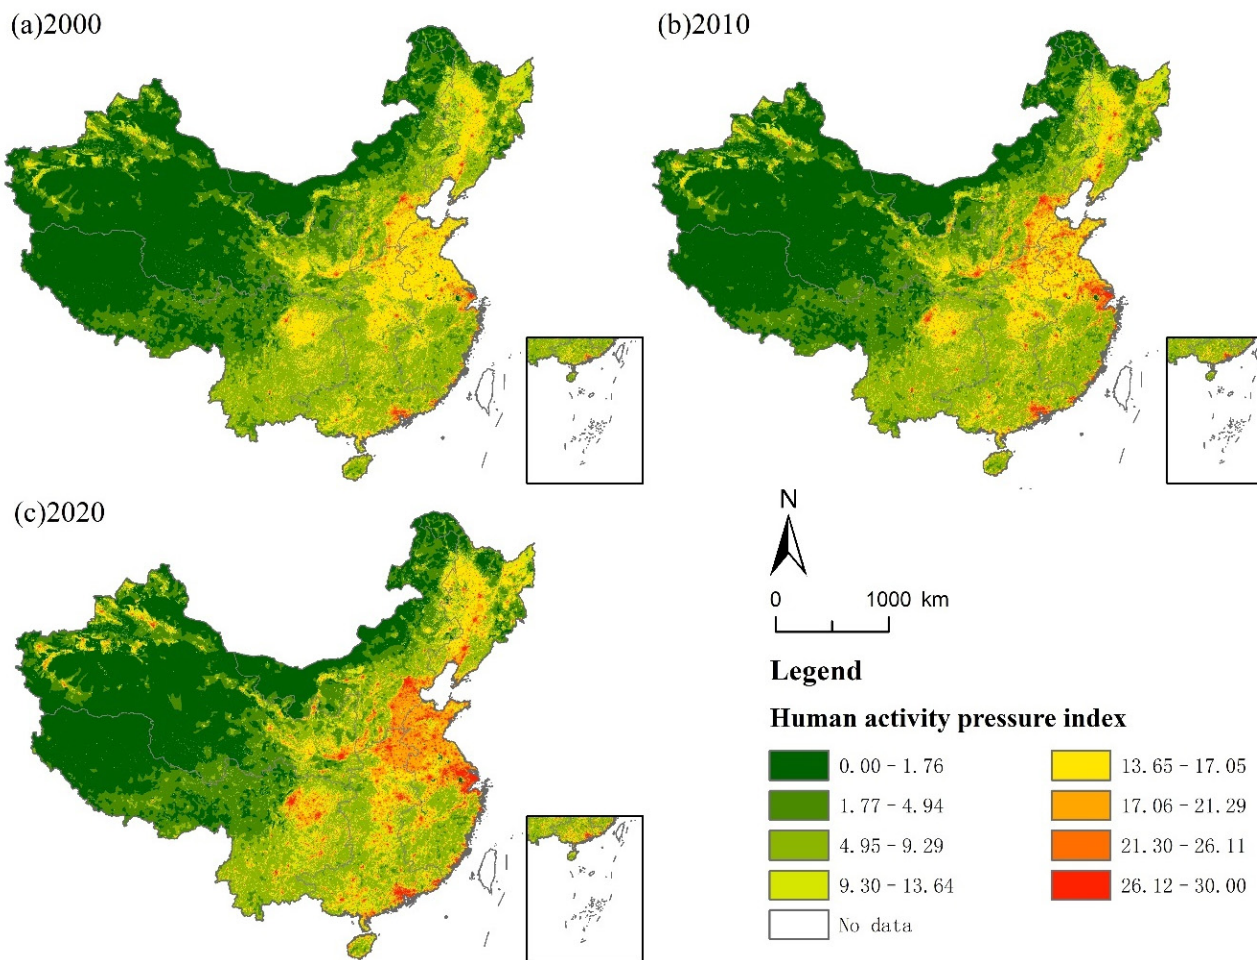 (a)2000
(b)2010
(c)2020
N
0 1000 km
Legend
Human activity pressure index
0.00－1.76
1.77－4.94
4.95－9.29
9.30－13.64
No data
13.65－17.05
17.06－21.29
21.30－26.11
26.12－30.00